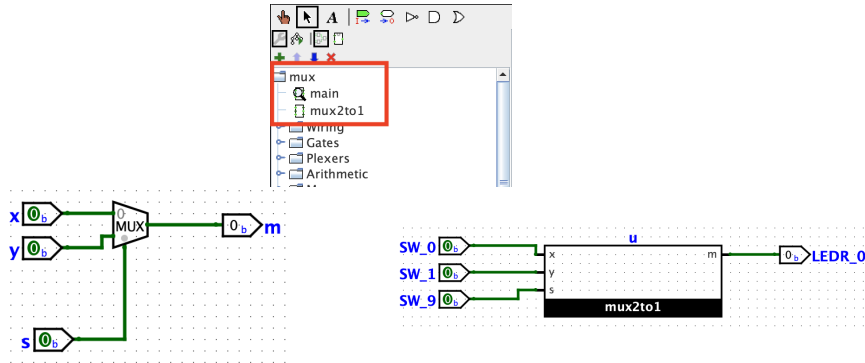 A
mux
main
mux2to1
Wiring
Gates
Plexers
Arithmetic
x 0b
0
MUX
0b m
y 0b
s 0b
u
SW_0 0b
x m
0b LEDR_0
SW_1 0b
y
SW_9 0b
s
mux2to1